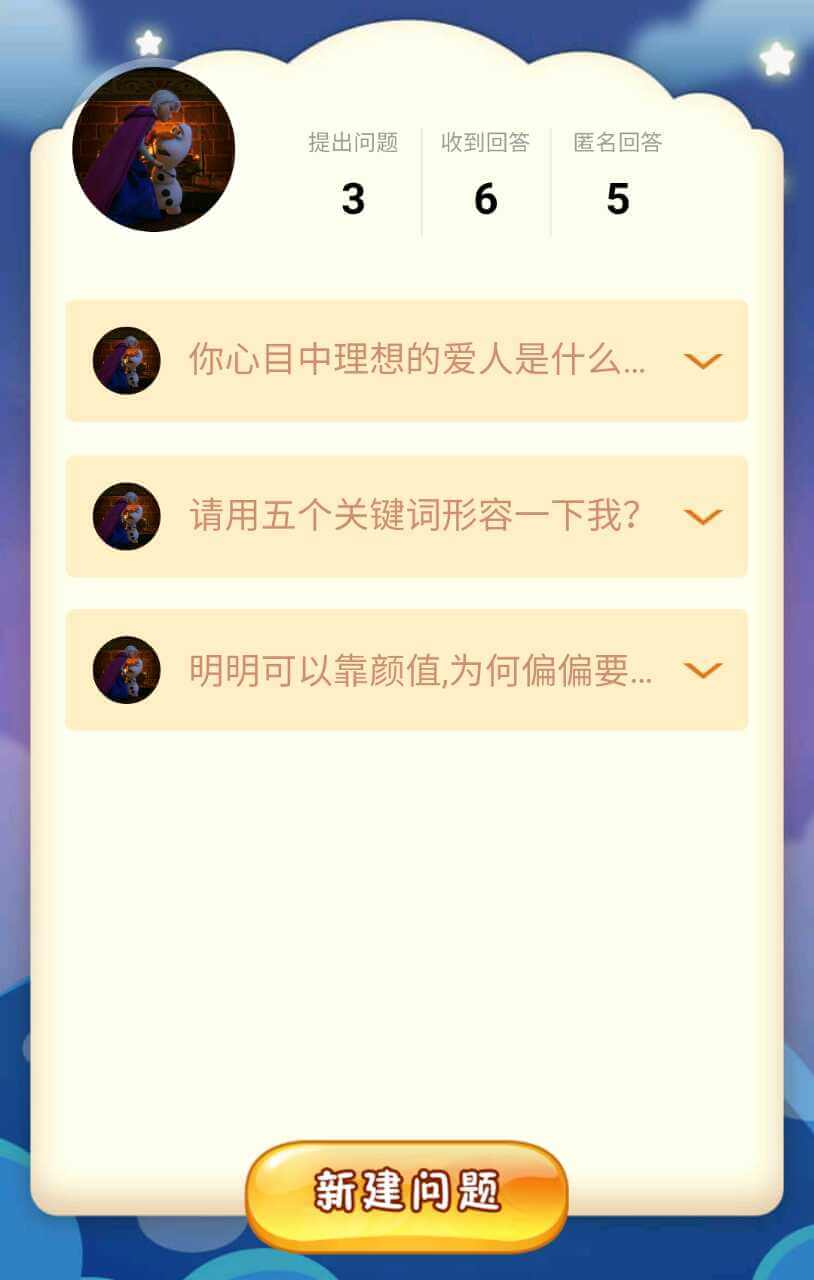 提出问题 收到回答 匿名回答
3 6 5
你心目中理想的爱人是什么...
请用五个关键词形容一下我?
明明可以靠颜值,为何偏偏要...
新建问题